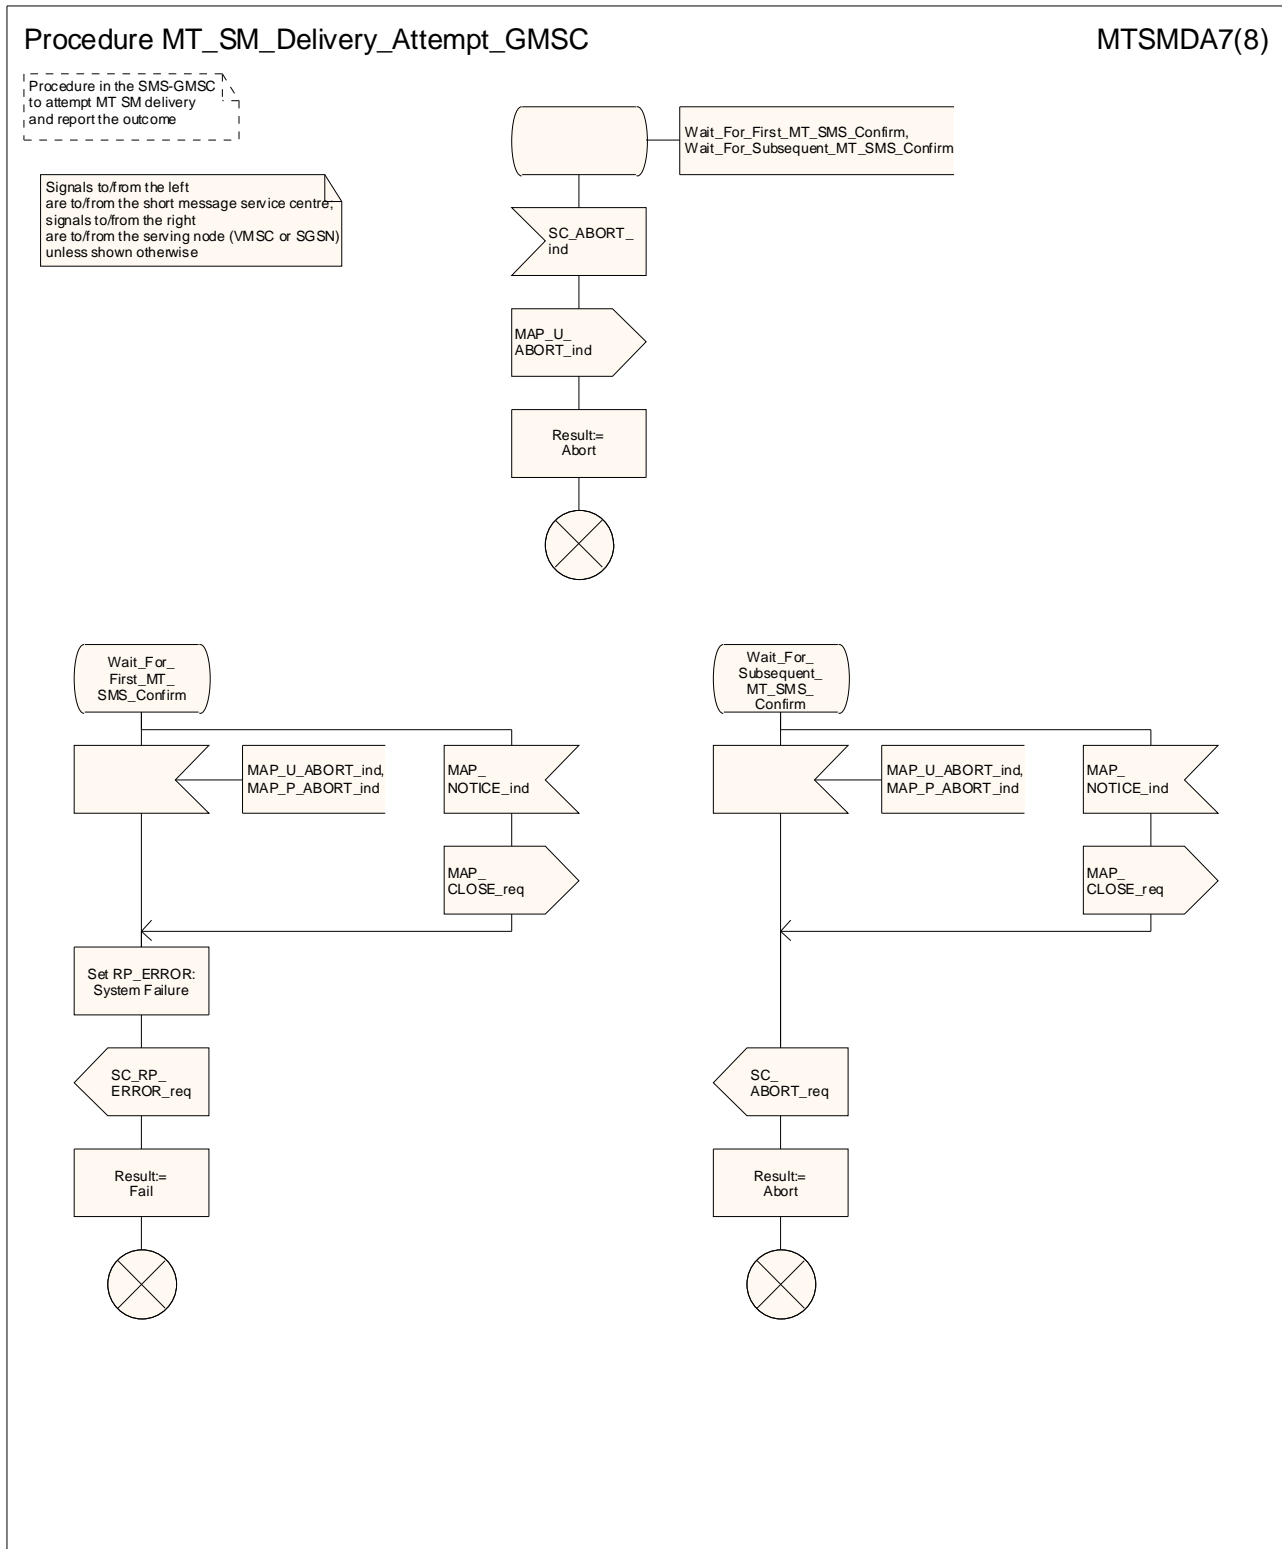 Procedure MT_SM_Delivery_Attempt_GMSC
MTSMDA7(8)
Procedure in the SMS-GMSC
to attempt MT SM delivery
and report the outcome
Signals to/from the left
are to/from the short message service centre;
signals to/from the right
are to/from the serving node (VMSC or SGSN)
unless shown otherwise
Wait_For_First_MT_SMS_Confirm,
Wait_For_Subsequent_MT_SMS_Confirm
SC_ABORT_
ind
MAP_U_
ABORT_ind
Result:=
Abort
Wait_For_
First_MT_
SMS_Confirm
MAP_U_ABORT_ind,
MAP_P_ABORT_ind
MAP_
NOTICE_ind
MAP_
CLOSE_req
Set RP_ERROR:
System Failure
SC_RP_
ERROR_req
Result:=
Fail
Wait_For_
Subsequent_
MT_SMS_
Confirm
MAP_U_ABORT_ind,
MAP_P_ABORT_ind
MAP_
NOTICE_ind
MAP_
CLOSE_req
SC_
ABORT_req
Result:=
Abort